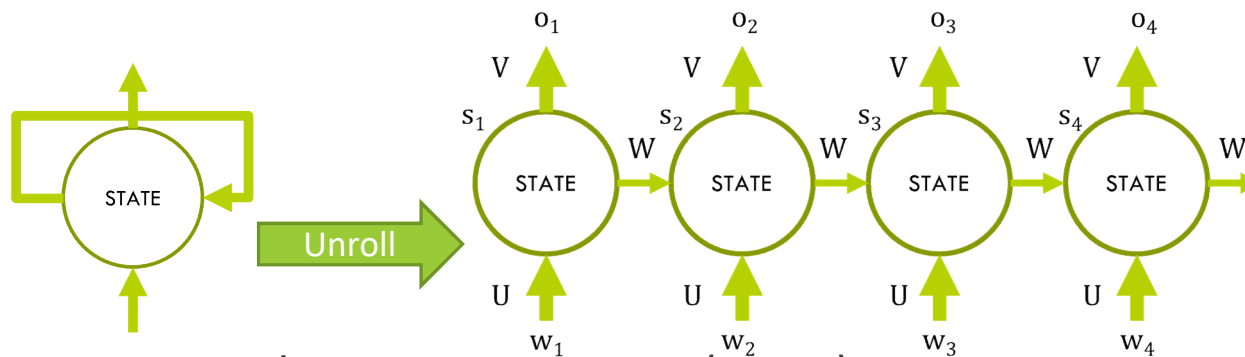 o₁ o₂ o₃ o₄
V V V V
s₁ s₂ s₃ s₄
W W W W
STATE STATE STATE STATE STATE
Unroll
U U U U
w₁ w₂ w₃ w₄